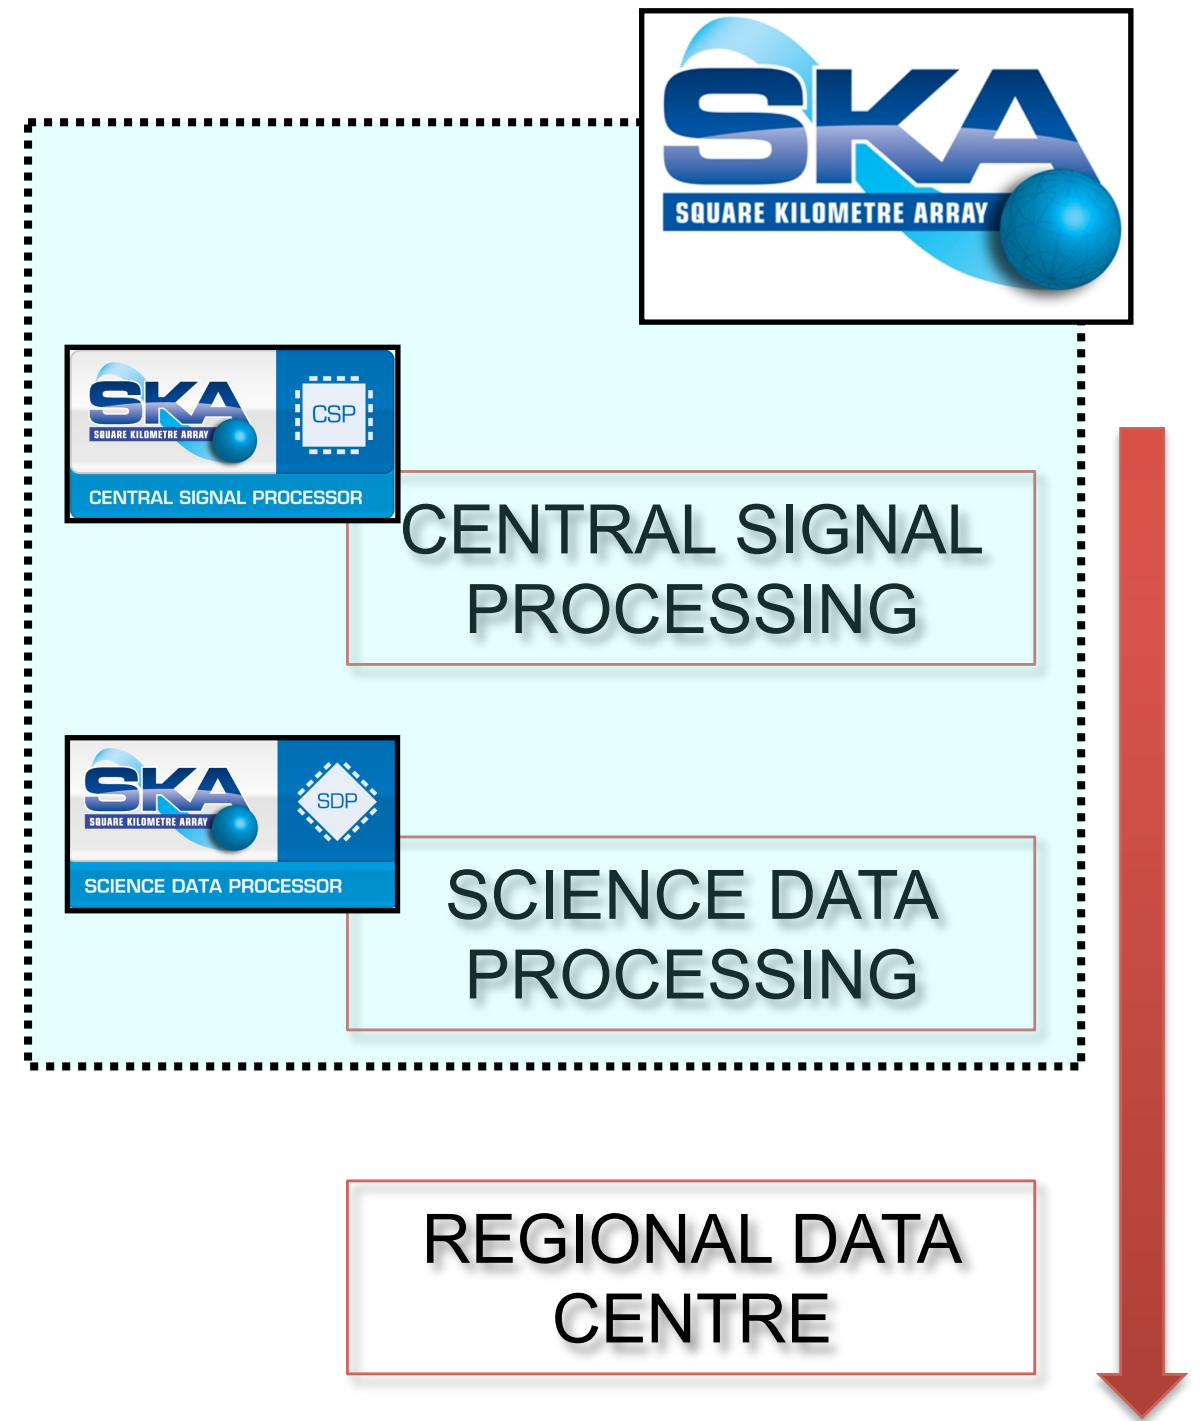 SKA
SQUARE KILOMETRE ARRAY
SKA
SQUARE KILOMETRE ARRAY
CSP
CENTRAL SIGNAL PROCESSOR
CENTRAL SIGNAL
PROCESSING
SKA
SQUARE KILOMETRE ARRAY
SDP
SCIENCE DATA PROCESSOR
SCIENCE DATA
PROCESSING
REGIONAL DATA
CENTRE